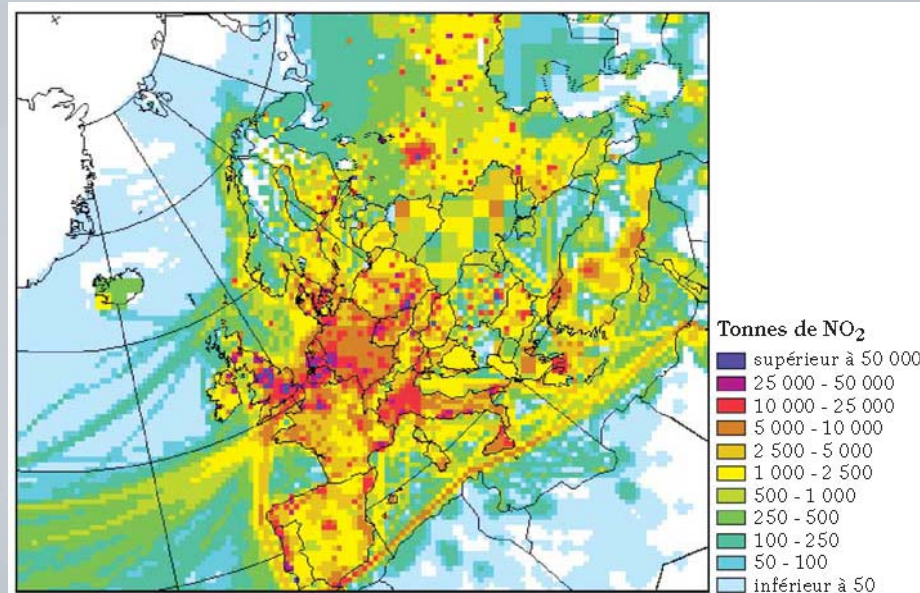 Tonnes de NO2
supérieur à 50 000
25 000 - 50 000
10 000 - 25 000
5 000 - 10 000
2 500 - 5 000
1 000 - 2 500
500 - 1 000
250 - 500
100 - 250
50 - 100
inférieur à 50